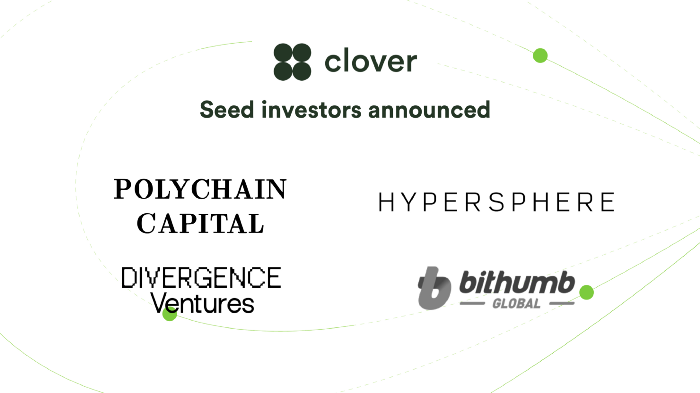 clover
Seed investors announced
POLYCHAIN
CAPITAL
HYPERSPHERE
DIVERGENCE
Ventures
bithumb
GLOBAL